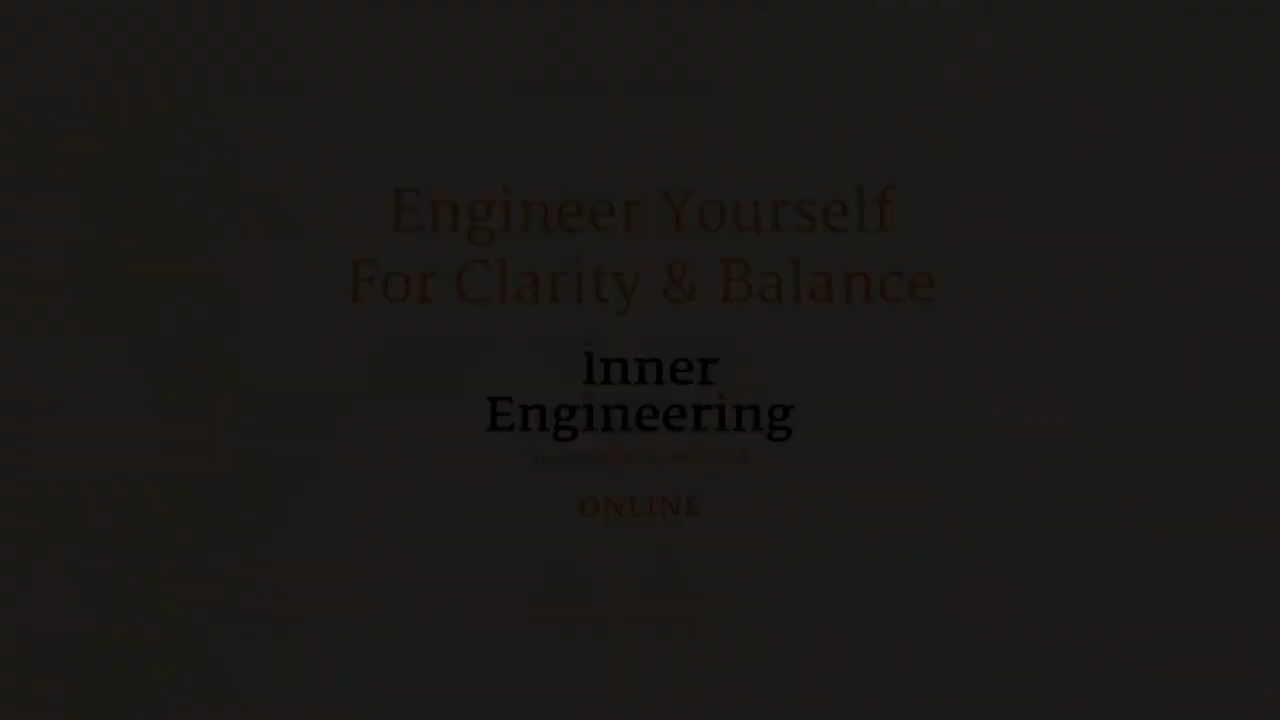 Engineer Yourself
For Clarity & Balance
Inner
Engineering
ONLINE